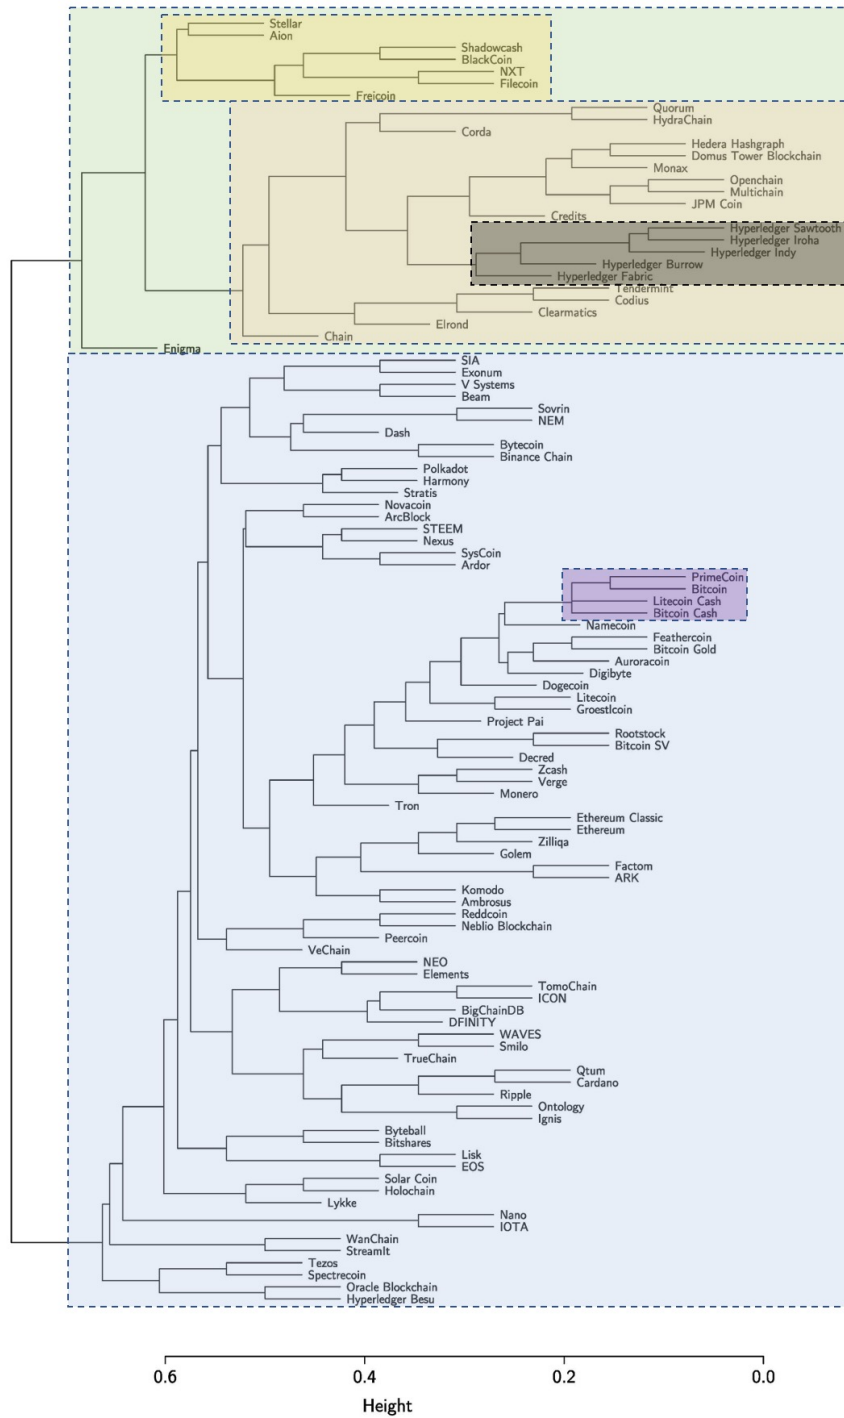 Stellar
Aion
Shadowcash
BlackCoin
NXT
Filecoin
Freicoin
Quorum
HydraChain
Corda
Hedera Hashgraph
Domus Tower Blockchain
Monax
Openchain
Multichain
JPM Coin
Credits
Hyperledger Sawtooth
Hyperledger Iroha
Hyperledger Indy
Hyperledger Burrow
Hyperledger Fabric
Tendermint
Codius
Clearmatics
Elrond
Chain
Enigma
SIA
Exonum
V Systems
Beam
Sovrin
NEM
Dash
Bytecoin
Binance Chain
Polkadot
Harmony
Stratis
Novacoin
ArcBlock
STEEM
Nexus
SysCoin
Ardor
PrimeCoin
Bitcoin
Litecoin Cash
Bitcoin Cash
Namecoin
Feathercoin
Bitcoin Gold
Auroracoin
Digibyte
Dogecoin
Litecoin
Groestlcoin
Project Pai
Rootstock
Bitcoin SV
Decred
Zcash
Verge
Monero
Tron
Ethereum Classic
Ethereum
Zilliqa
Golem
Factom
ARK
Komodo
Ambrosus
Reddcoin
Neblio Blockchain
Peercoin
VeChain
NEO
Elements
TomoChain
ICON
BigChainDB
DFINITY
WAVES
Smilo
TrueChain
Qtum
Cardano
Ripple
Ontology
Ignis
Byteball
Bitshares
Lisk
EOS
Solar Coin
Holochain
Lykke
Nano
IOTA
WanChain
StreamIt
Tezos
Spectrecoin
Oracle Blockchain
Hyperledger Besu
0.6 0.4 0.2 0.0
Height